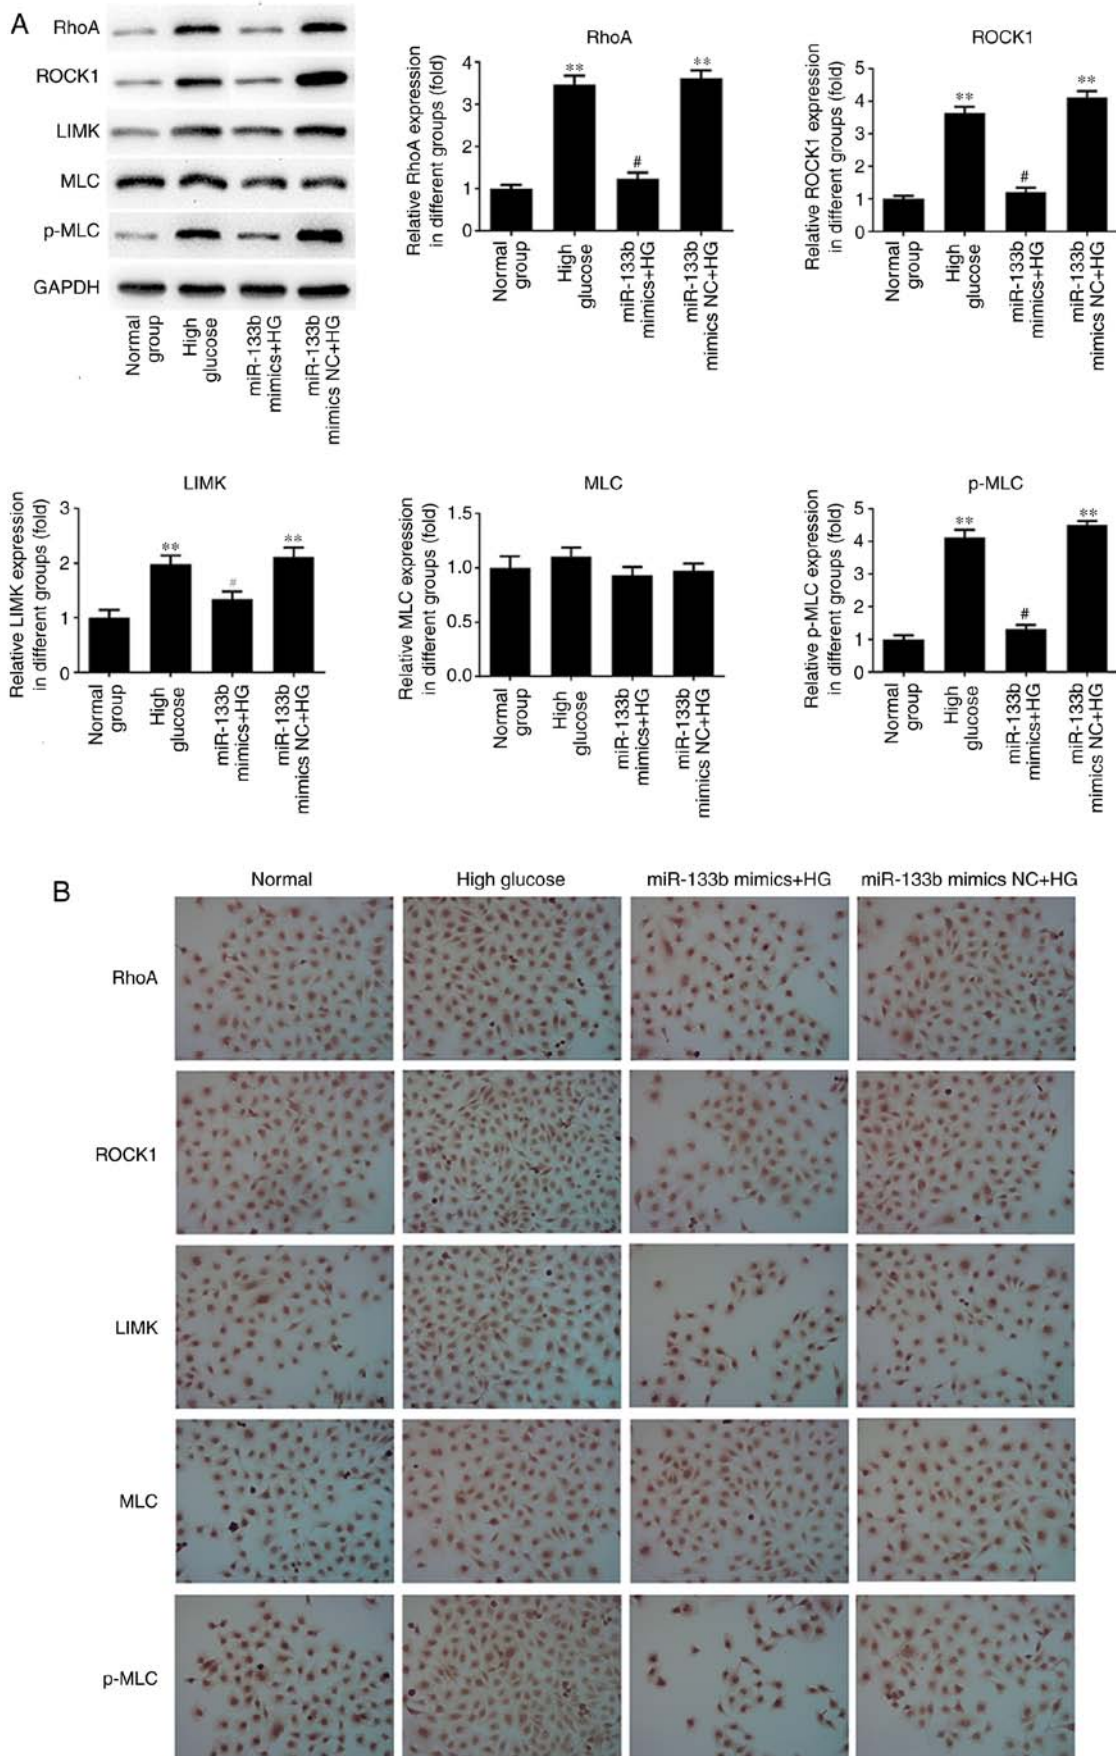 A
RhoA
ROCK1
LIMK
MLC
p-MLC
GAPDH
Normal
group
High
glucose
miR-133b
mimics+HG
miR-133b
mimics NC+HG
RhoA
Relative RhoA expression
in different groups (fold)
4
3
2
1
0
**
#
**
Normal
group
High
glucose
miR-133b
mimics+HG
miR-133b
mimics NC+HG
ROCK1
Relative ROCK1 expression
in different groups (fold)
5
4
3
2
1
0
**
#
**
Normal
group
High
glucose
miR-133b
mimics+HG
miR-133b
mimics NC+HG
LIMK
Relative LIMK expression
in different groups (fold)
3
2
1
0
**
#
**
Normal
group
High
glucose
miR-133b
mimics+HG
miR-133b
mimics NC+HG
MLC
Relative MLC expression
in different groups (fold)
1.5
1.0
0.5
0.0
Normal
group
High
glucose
miR-133b
mimics+HG
miR-133b
mimics NC+HG
p-MLC
Relative p-MLC expression
in different groups (fold)
5
4
3
2
1
0
**
#
**
Normal
group
High
glucose
miR-133b
mimics+HG
miR-133b
mimics NC+HG
B
Normal High glucose miR-133b mimics+HG miR-133b mimics NC+HG
RhoA
ROCK1
LIMK
MLC
p-MLC